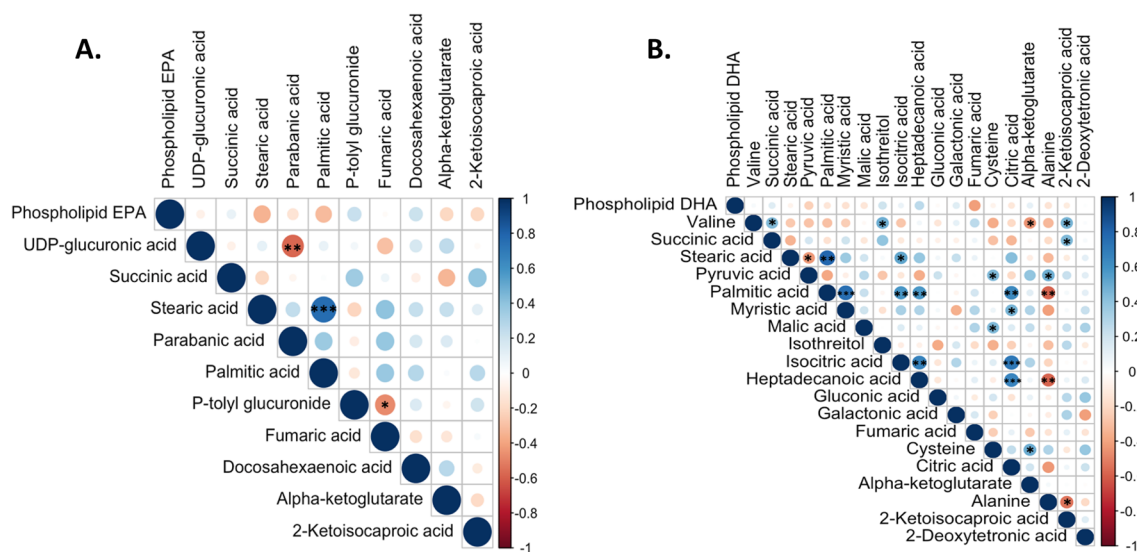 A.
Phospholipid EPA
UDP-glucuronic acid
Succinic acid
Stearic acid
Parabanic acid
Palmitic acid
P-tolyl glucuronide
Fumaric acid
Docosahexaenoic acid
Alpha-ketoglutarate
2-Ketoisocaproic acid
Phospholipid EPA
UDP-glucuronic acid
**
Succinic acid
Stearic acid
***
Parabanic acid
Palmitic acid
P-tolyl glucuronide
*
Fumaric acid
Docosahexaenoic acid
Alpha-ketoglutarate
2-Ketoisocaproic acid
1
0.8
0.6
0.4
0.2
0
-0.2
-0.4
-0.6
-0.8
-1
B.
Phospholipid DHA
Valine
Succinic acid
Stearic acid
Pyruvic acid
Palmitic acid
Myristic acid
Malic acid
Isothreitol
Isocitric acid
Heptadecanoic acid
Gluconic acid
Galactonic acid
Fumaric acid
Cysteine
Citric acid
Alpha-ketoglutarate
Alanine
2-Ketoisocaproic acid
2-Deoxytetronic acid
Phospholipid DHA
Valine
* * * *
Succinic acid
*
Stearic acid
* ** *
Pyruvic acid
* *
Palmitic acid
*** ** ** ** **
Myristic acid
*
Malic acid
*
Isothreitol
Isocitric acid
** ***
Heptadecanoic acid
*** **
Gluconic acid
Galactonic acid
Fumaric acid
Cysteine
*
Citric acid
Alpha-ketoglutarate
Alanine
*
2-Ketoisocaproic acid
2-Deoxytetronic acid
1
0.8
0.6
0.4
0.2
0
-0.2
-0.4
-0.
-0.8
-1